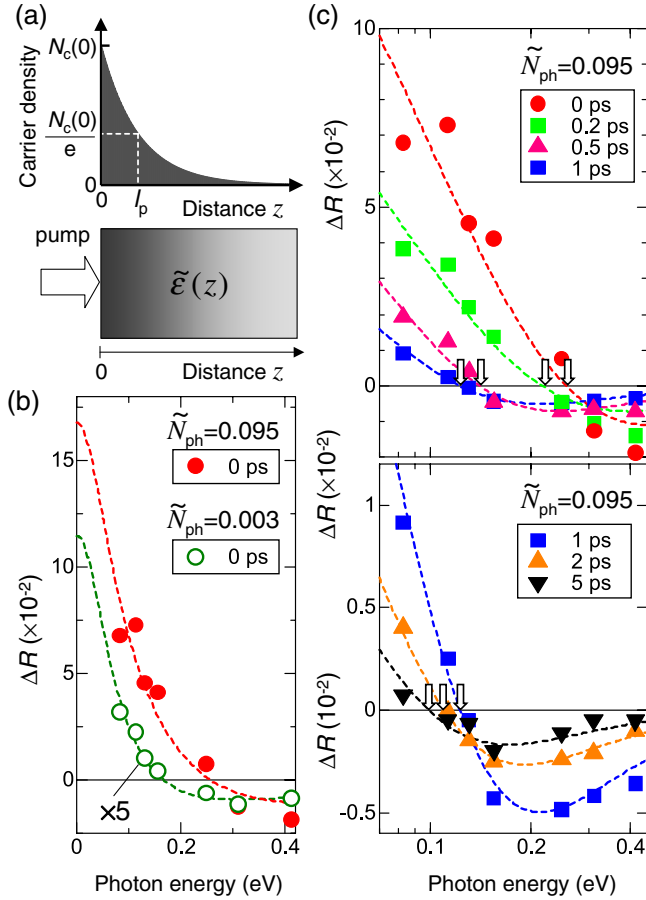 (a)
Carrier density
N_c(0)
N_c(0)
e
0
0
l_p
Distance z
pump
ε̃(z)
0
Distance z
(b)
Ñ_ph=0.095
0 ps
Ñ_ph=0.003
0 ps
×5
ΔR (×10^-2)
15
10
5
0
0
0.2
0.4
Photon energy (eV)
(c)
Ñ_ph=0.095
0 ps
0.2 ps
0.5 ps
1 ps
ΔR (×10^-2)
10
5
0
ΔR (×10^-2)
Ñ_ph=0.095
1 ps
2 ps
5 ps
ΔR (10^-2)
1
0.5
0
-0.5
0.1
0.2
0.4
Photon energy (eV)